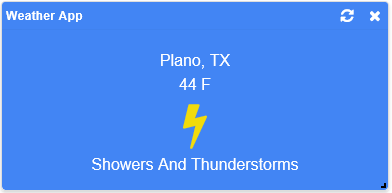 Weather App
Plano, TX
44 F
Showers And Thunderstorms